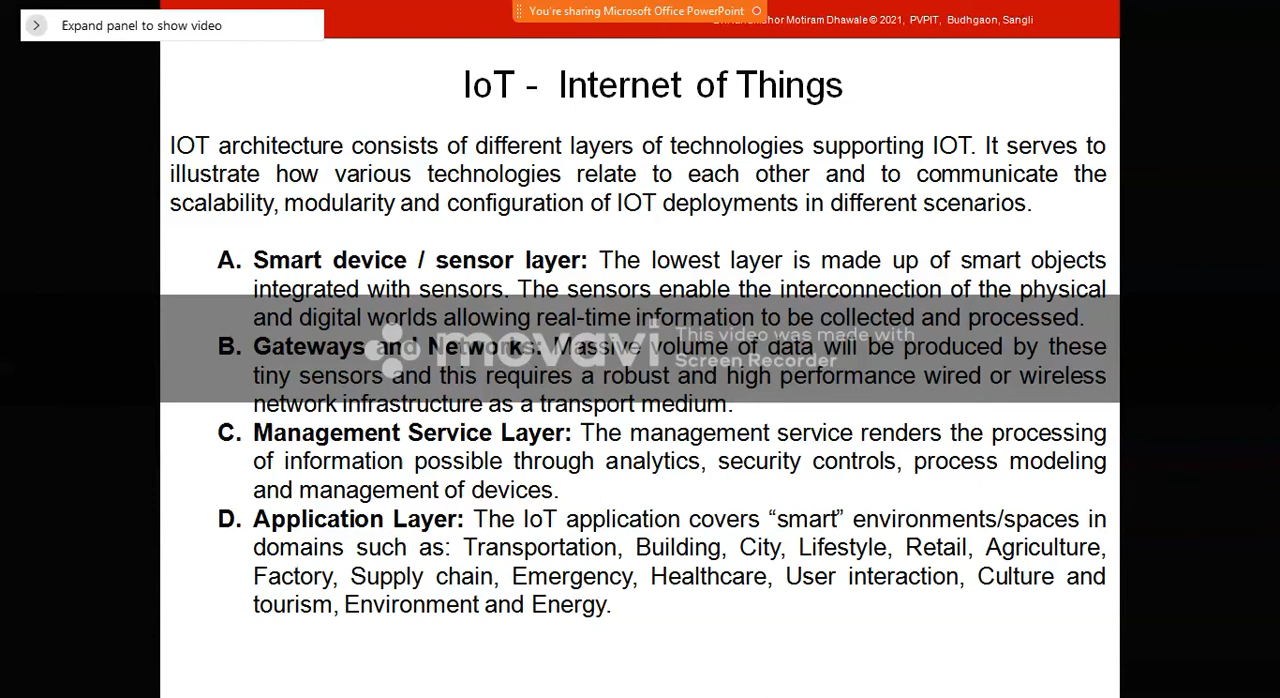 You're sharing Microsoft Office PowerPoint
Expand panel to show video
Motiram Dhawale © 2021, PVPIT, Budhgaon, Sangli
IoT - Internet of Things
IOT architecture consists of different layers of technologies supporting IOT. It serves to
illustrate how various technologies relate to each other and to communicate the
scalability, modularity and configuration of IOT deployments in different scenarios.
A. Smart device / sensor layer: The lowest layer is made up of smart objects
integrated with sensors. The sensors enable the interconnection of the physical
and digital worlds allowing real-time information to be collected and processed.
B. Gateways and Networks: Massive volume of data will be produced by these
tiny sensors and this requires a robust and high performance wired or wireless
network infrastructure as a transport medium.
movavi
This video was made with
Screen Recorder
C. Management Service Layer: The management service renders the processing
of information possible through analytics, security controls, process modeling
and management of devices.
D. Application Layer: The IoT application covers “smart” environments/spaces in
domains such as: Transportation, Building, City, Lifestyle, Retail, Agriculture,
Factory, Supply chain, Emergency, Healthcare, User interaction, Culture and
tourism, Environment and Energy.